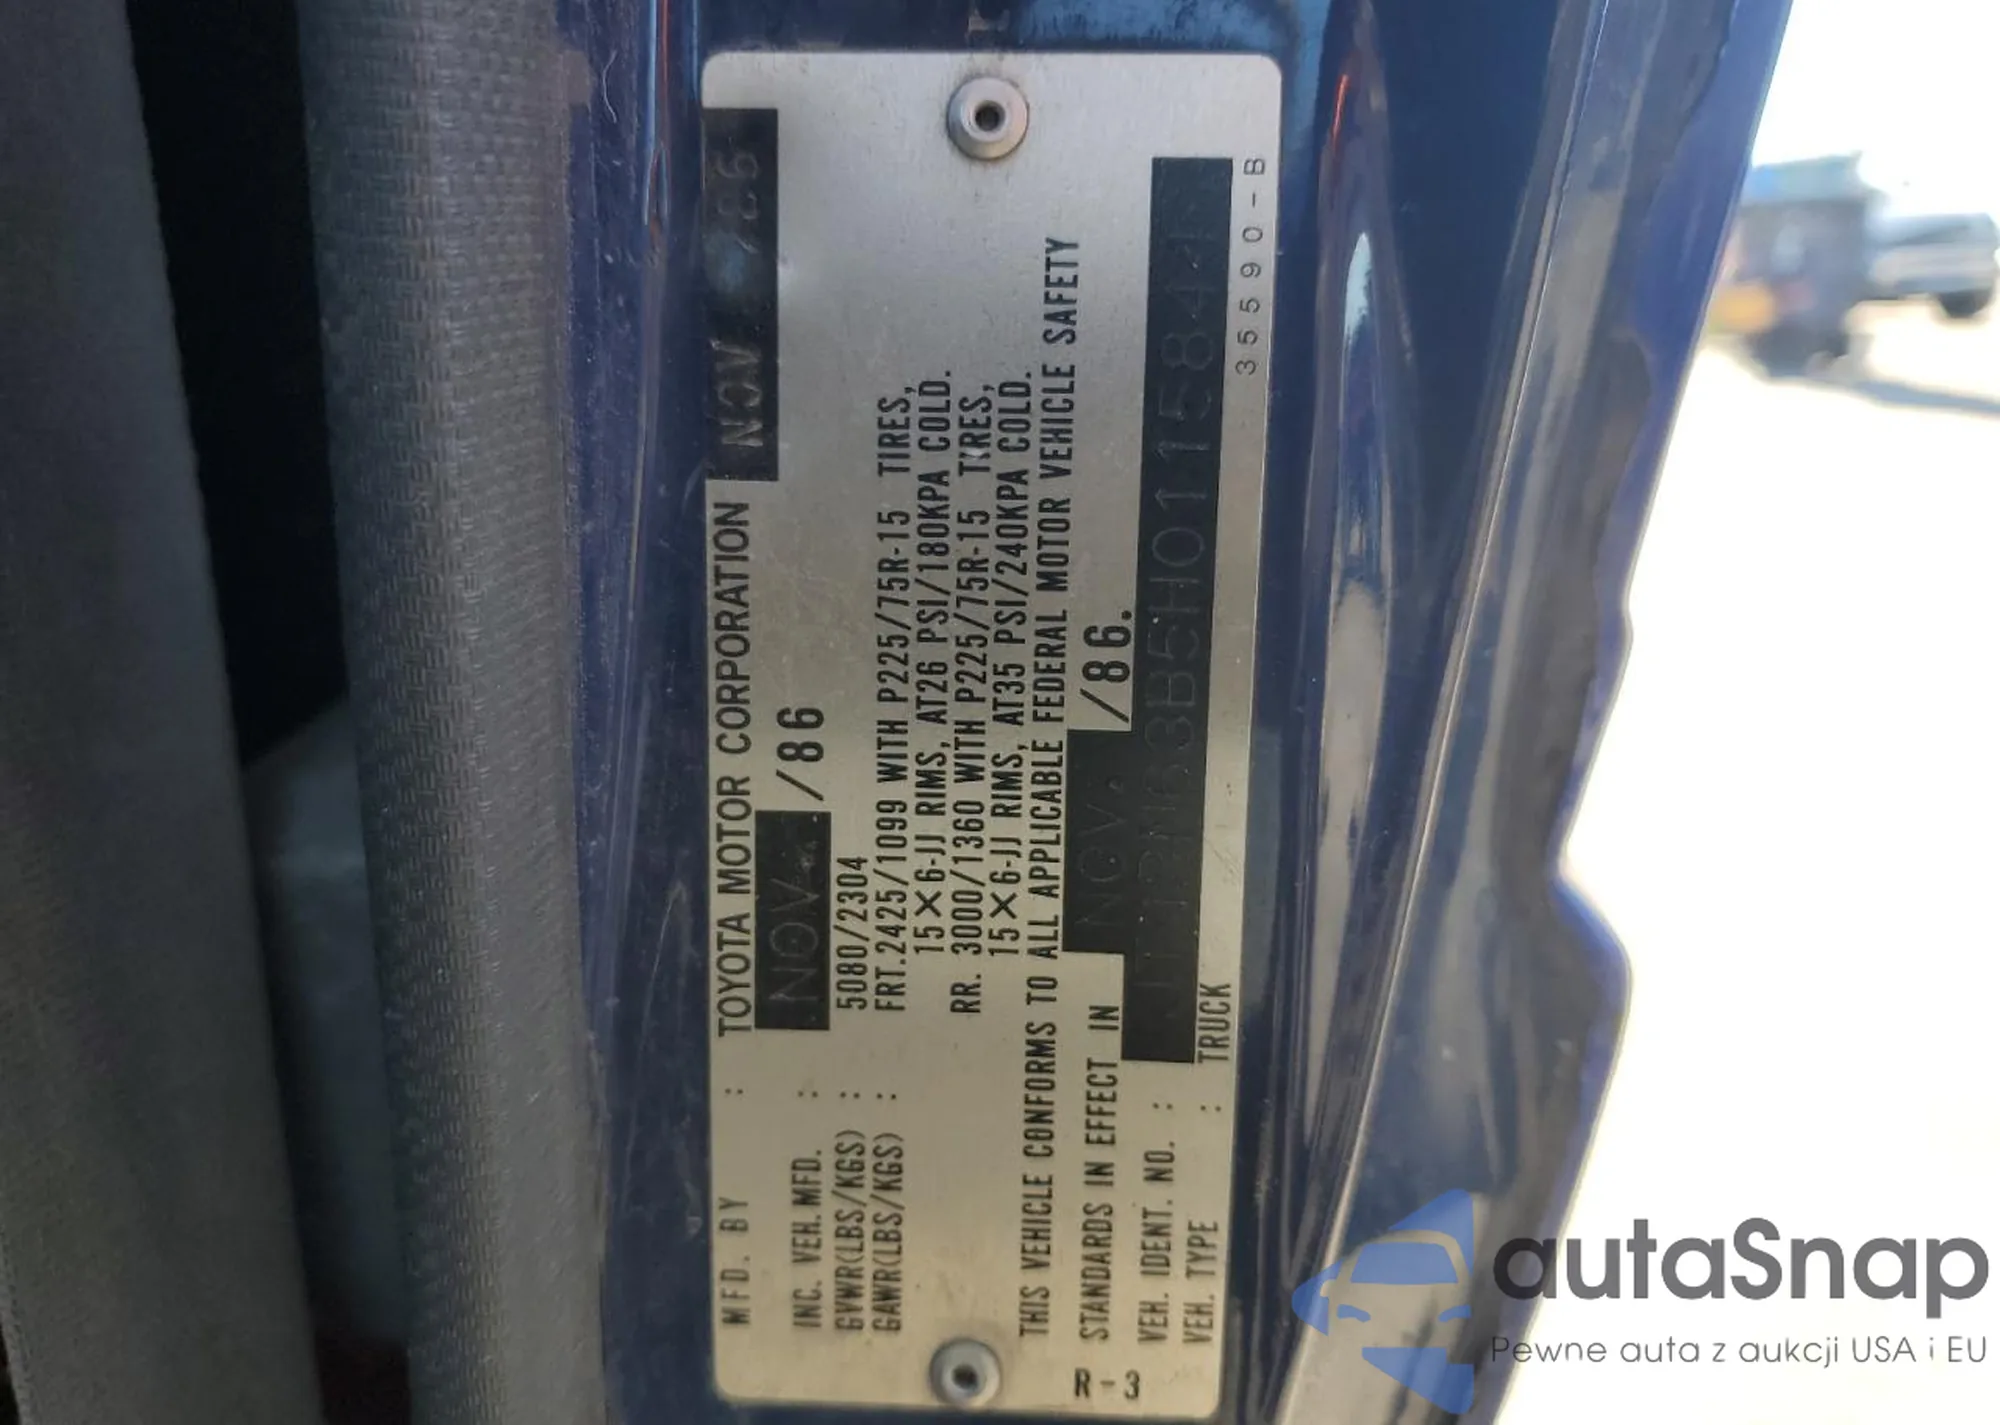 MFD. BY : TOYOTA MOTOR CORPORATION NOV /86
INC. VEH. MFD. : NOV. /86
GVWR(LBS/KGS) : 5080/2304
GAWR(LBS/KGS) : FRT.2425/1099 WITH P225/75R-15 TIRES,
15×6-JJ RIMS, AT26 PSI/180KPA COLD.
RR. 3000/1360 WITH P225/75R-15 TIRES,
15×6-JJ RIMS, AT35 PSI/240KPA COLD.
THIS VEHICLE CONFORMS TO ALL APPLICABLE FEDERAL MOTOR VEHICLE SAFETY
STANDARDS IN EFFECT IN NOV. /86.
VEH. IDENT. NO. :
VEH. TYPE : TRUCK
R-3
35590-B
autoSnap
Pewne auta z aukcji USA i EU